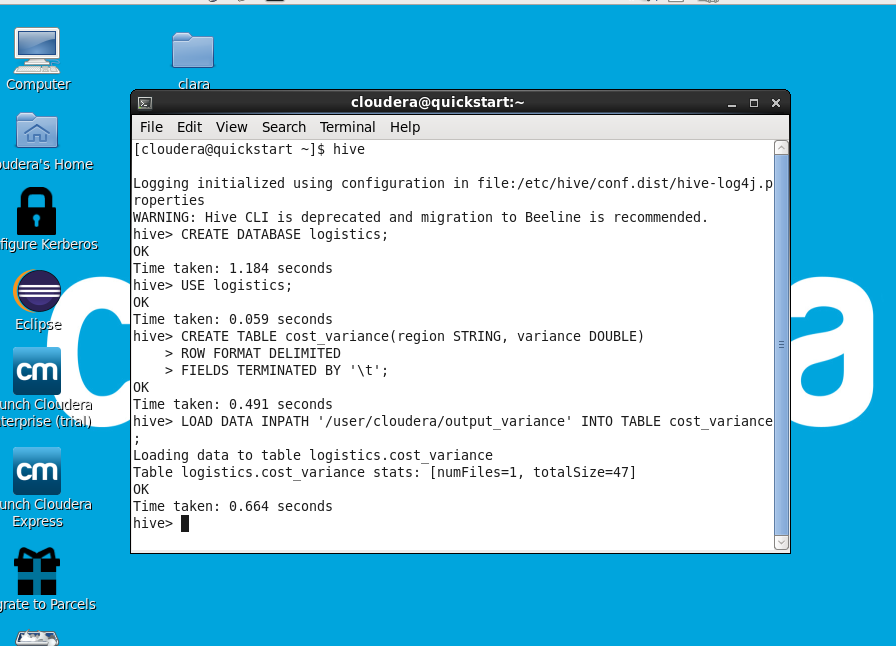 Computer
clara
oudera's Home
figure Kerberos
Eclipse
cm
unch Cloudera
terprise (trial)
cm
unch Cloudera
Express
grate to Parcels
cloudera@quickstart:~
File Edit View Search Terminal Help
[cloudera@quickstart ~]$ hive
Logging initialized using configuration in file:/etc/hive/conf.dist/hive-log4j.p
roperties
WARNING: Hive CLI is deprecated and migration to Beeline is recommended.
hive> CREATE DATABASE logistics;
OK
Time taken: 1.184 seconds
hive> USE logistics;
OK
Time taken: 0.059 seconds
hive> CREATE TABLE cost_variance(region STRING, variance DOUBLE)
    > ROW FORMAT DELIMITED
    > FIELDS TERMINATED BY '\t';
OK
Time taken: 0.491 seconds
hive> LOAD DATA INPATH '/user/cloudera/output_variance' INTO TABLE cost_variance
;
Loading data to table logistics.cost_variance
Table logistics.cost_variance stats: [numFiles=1, totalSize=47]
OK
Time taken: 0.664 seconds
hive>
c a